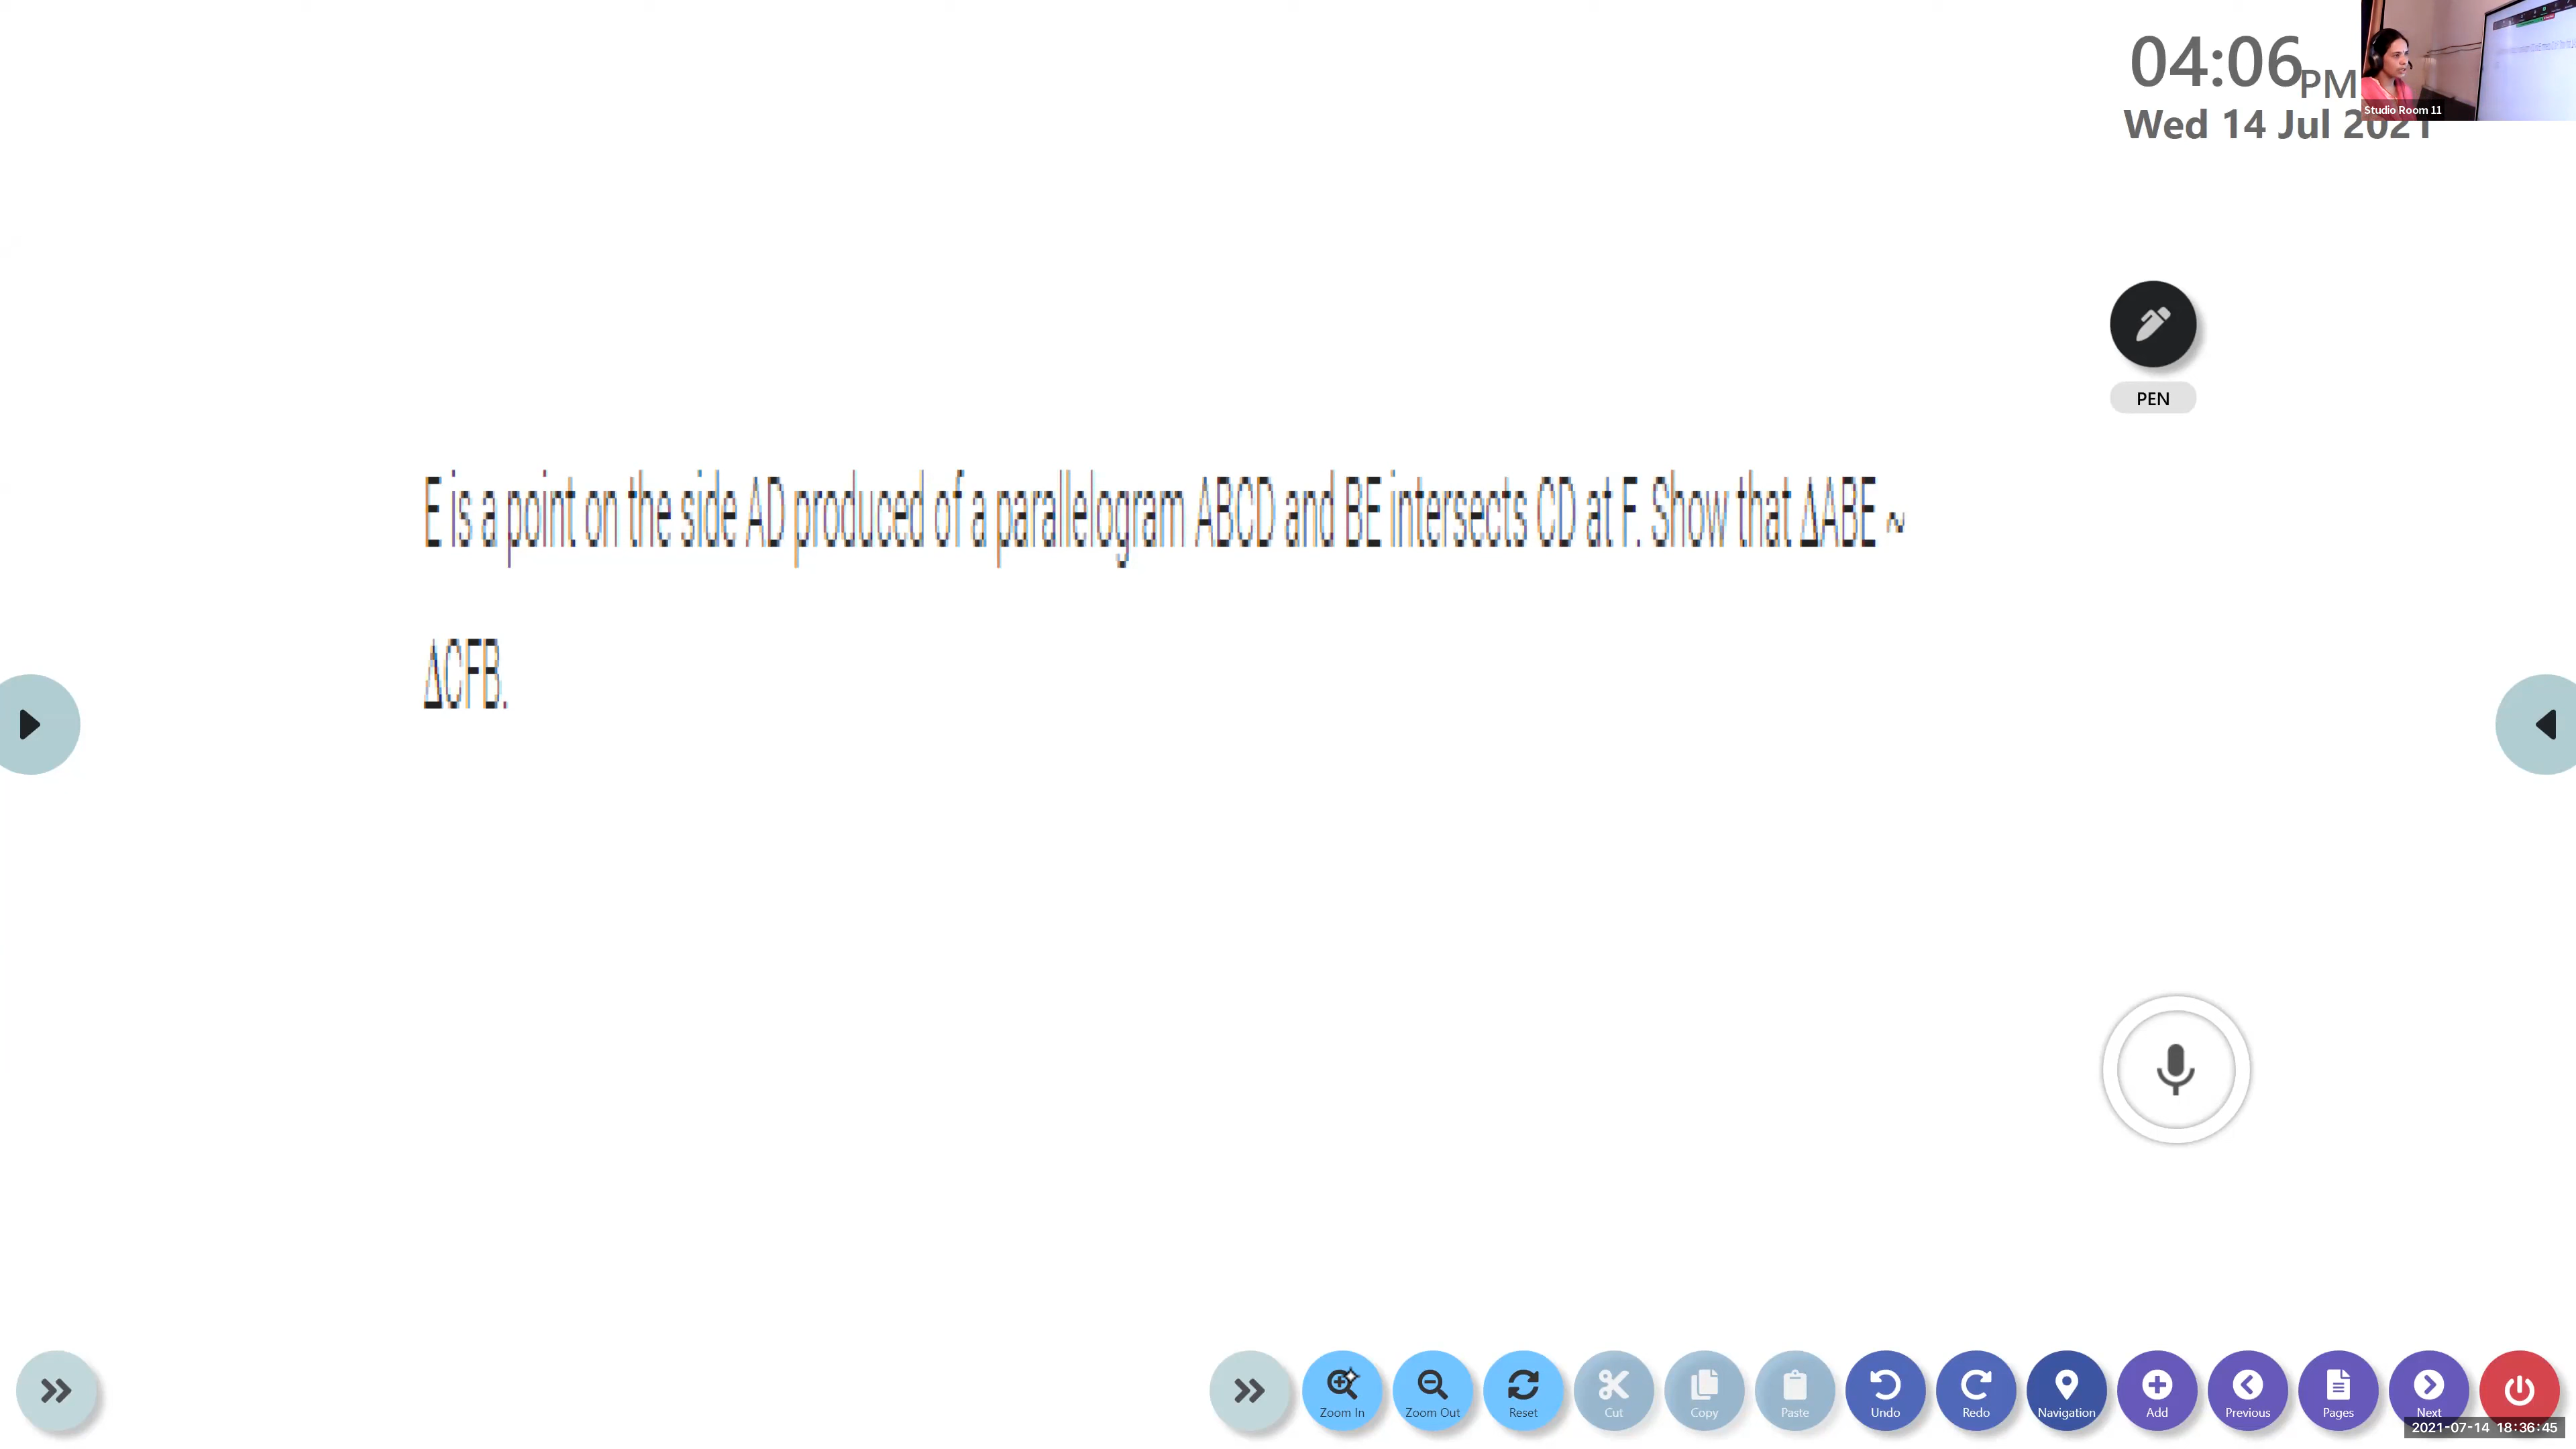 04:06 PM
Wed 14 Jul 2021
Studio Room 11
PEN
E is a point on the side AD produced of a parallelogram ABCD and BE intersects CD at F. Show that ΔABE ~
ΔCFB.
Zoom In Zoom Out Reset Cut Copy Paste Undo Redo Navigation Add Previous Pages Next
2021-07-14 18:36:45